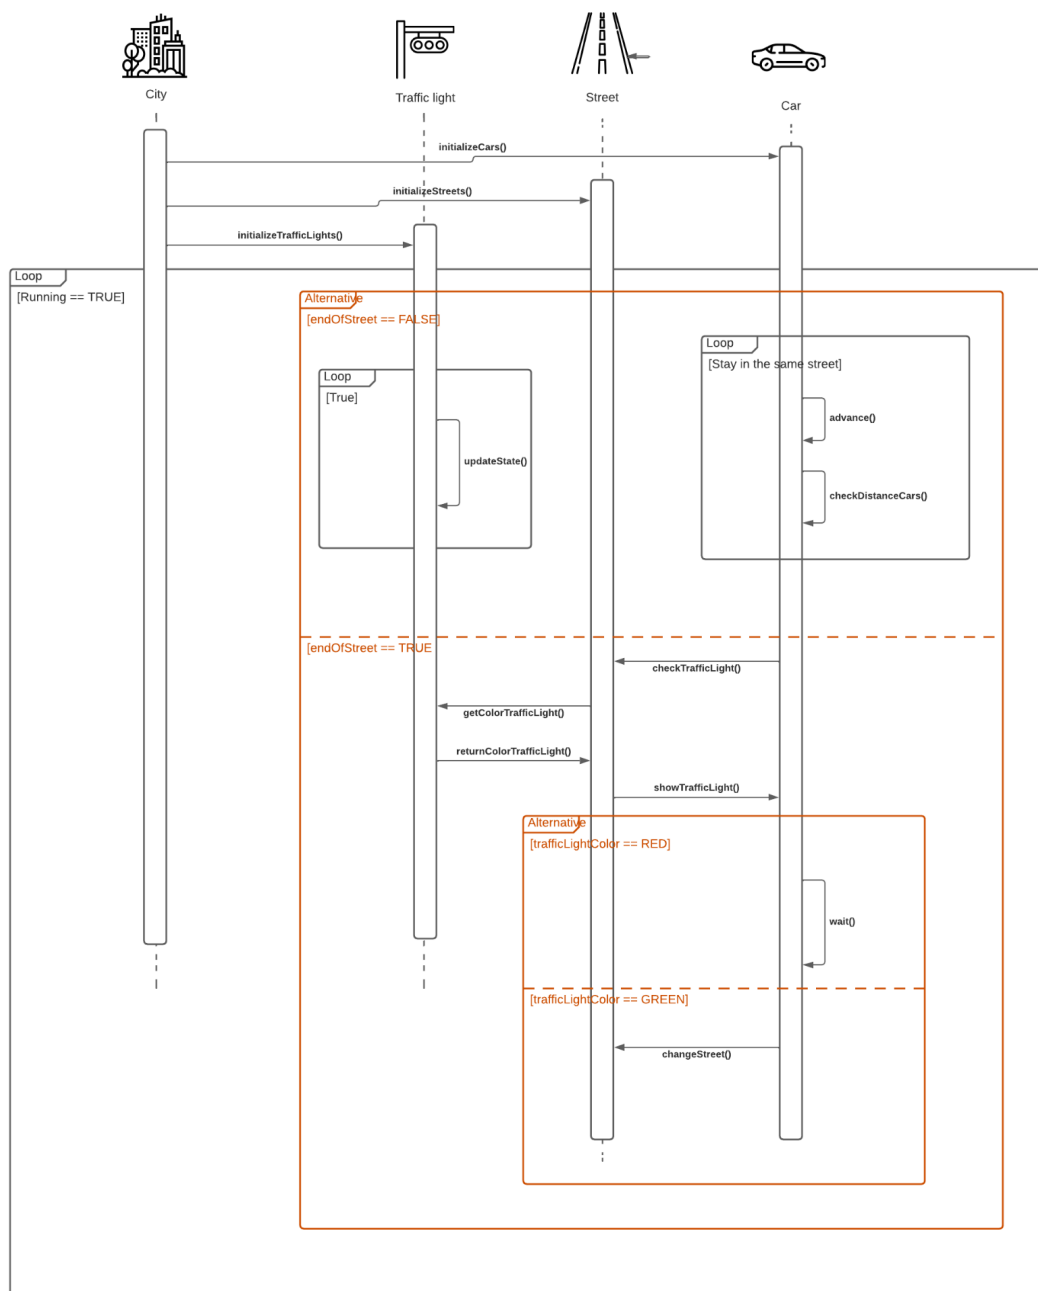 City
Traffic light
Street
Car
initializeCars()
initializeStreets()
initializeTrafficLights()
Loop
[Running == TRUE]
Alternative
[endOfStreet == FALSE]
Loop
[Stay in the same street]
Loop
[True]
advance()
updateState()
checkDistanceCars()
[endOfStreet == TRUE
checkTrafficLight()
getColorTrafficLight()
returnColorTrafficLight()
showTrafficLight()
Alternative
[trafficLightColor == RED]
wait()
[trafficLightColor == GREEN]
changeStreet()